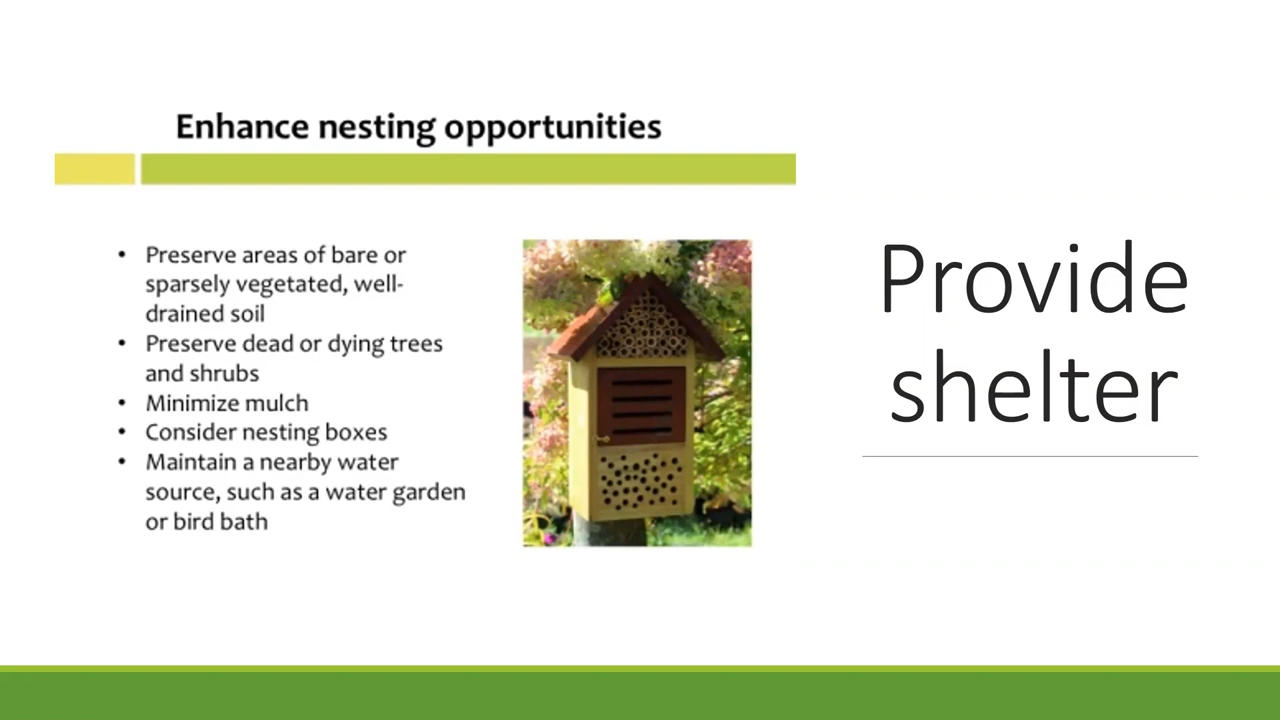 Enhance nesting opportunities
• Preserve areas of bare or
sparsely vegetated, well-
drained soil
• Preserve dead or dying trees
and shrubs
• Minimize mulch
• Consider nesting boxes
• Maintain a nearby water
source, such as a water garden
or bird bath
Provide
shelter